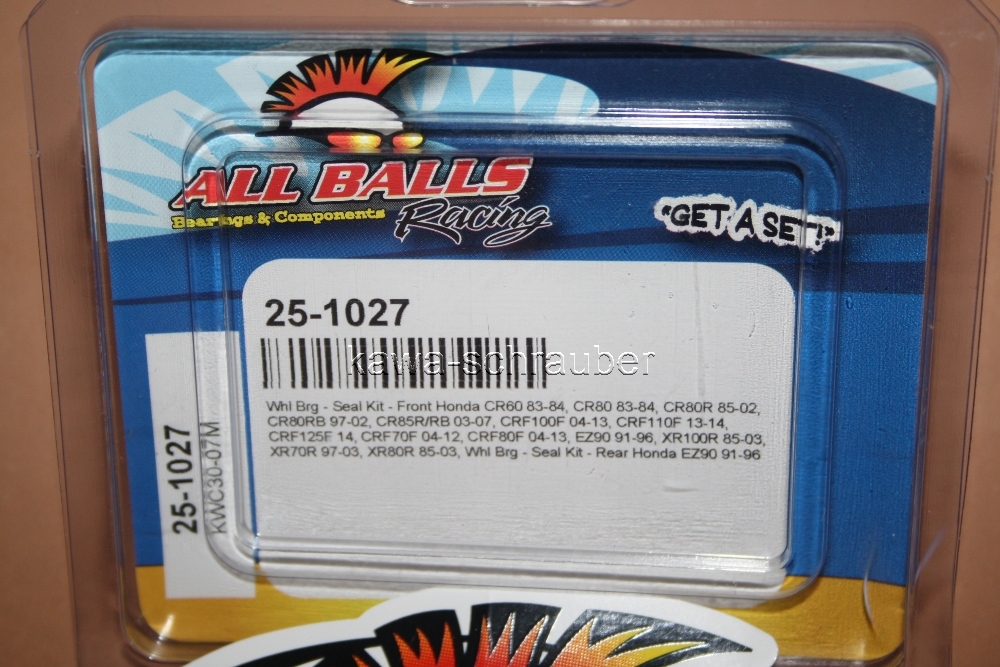 ALL BALLS
Bearings & Components
Racing
"GET A SET!"
25-1027
kawa-schrauber
Whl Brg - Seal Kit - Front Honda CR60 83-84, CR80 83-84, CR80R 85-02,
CR80RB 97-02, CR85R/RB 03-07, CRF100F 04-13, CRF110F 13-14,
CRF125F 14, CRF70F 04-12, CRF80F 04-13, EZ90 91-96, XR100R 85-03,
XR70R 97-03, XR80R 85-03, Whl Brg - Seal Kit - Rear Honda EZ90 91-96
25-1027
KWC30-07M